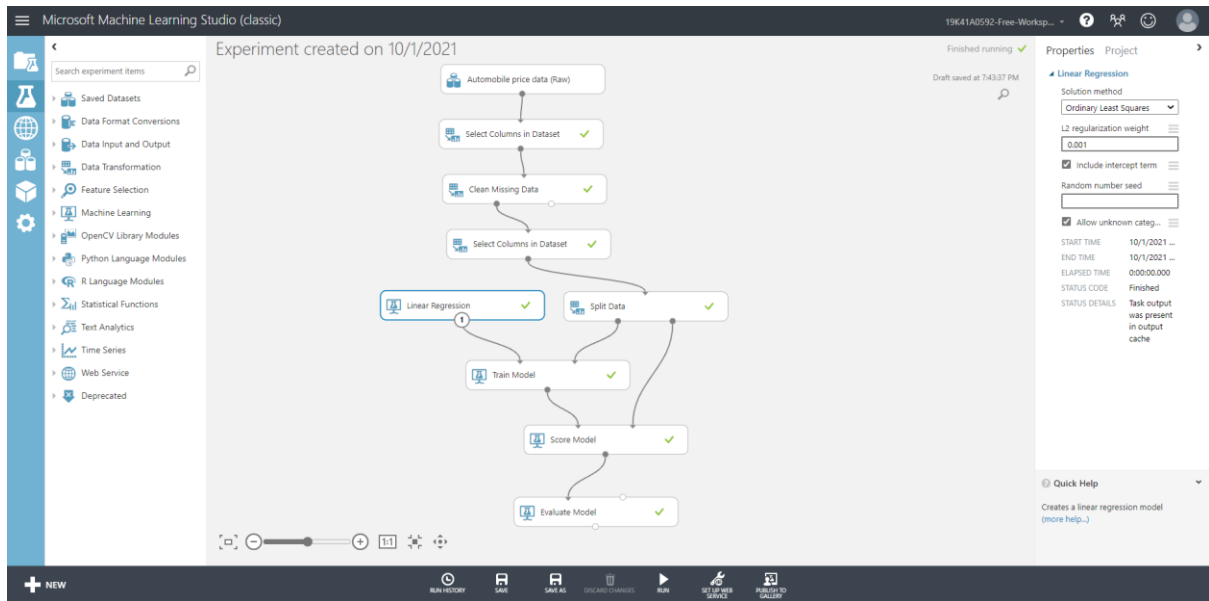 Microsoft Machine Learning Studio (classic)
19K41A0592-Free-Worksp...
Search experiment items
Saved Datasets
Data Format Conversions
Data Input and Output
Data Transformation
Feature Selection
Machine Learning
OpenCV Library Modules
Python Language Modules
R Language Modules
Statistical Functions
Text Analytics
Time Series
Web Service
Deprecated
Experiment created on 10/1/2021
Finished running
Draft saved at 7:43:37 PM
Automobile price data (Raw)
Select Columns in Dataset
Clean Missing Data
Select Columns in Dataset
Linear Regression
1
Split Data
Train Model
Score Model
Evaluate Model
1:1
Properties Project
Linear Regression
Solution method
Ordinary Least Squares
L2 regularization weight
0.001
Include intercept term
Random number seed
Allow unknown categ...
START TIME 10/1/2021 ...
END TIME 10/1/2021 ...
ELAPSED TIME 0:00:00.000
STATUS CODE Finished
STATUS DETAILS Task output
was present
in output
cache
Quick Help
Creates a linear regression model
(more help...)
NEW
RUN HISTORY
SAVE
SAVE AS
DISCARD CHANGES
RUN
SET UP WEB
SERVICE
PUBLISH TO
GALLERY